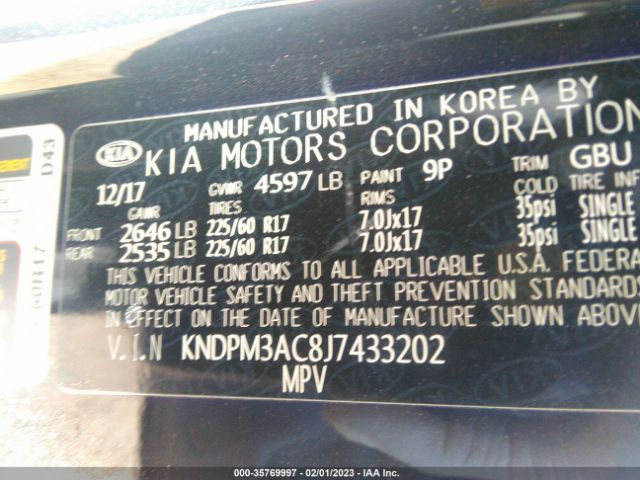 MANUFACTURED IN KOREA BY
KIA KIA MOTORS CORPORATION
12/17 GVWR 4597 LB PAINT 9P TRIM GBU
GAWR TIRES RIMS COLD TIRE INF
FRONT 2646 LB 225/60 R17 7.0Jx17 35psi SINGLE
REAR 2535 LB 225/60 R17 7.0Jx17 35psi SINGLE
THIS VEHICLE CONFORMS TO ALL APPLICABLE U.S.A. FEDERA
MOTOR VEHICLE SAFETY AND THEFT PREVENTION STANDARDS
IN EFFECT ON THE DATE OF MANUFACTURE SHOWN ABOVE
V.I.N KNDPM3AC8J7433202
MPV
D43
000-35769997 - 02/01/2023 - IAA Inc.